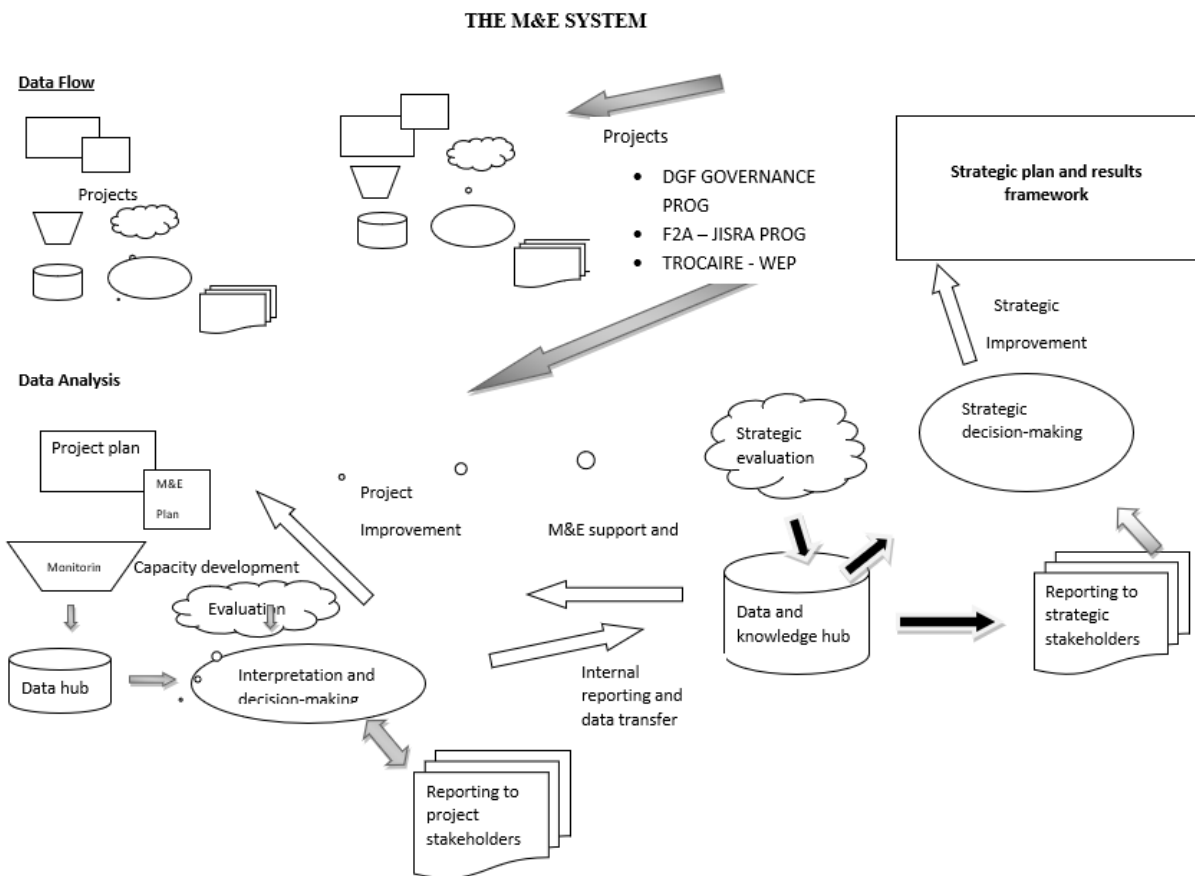 THE M&E SYSTEM
Data Flow
Projects
Projects
• DGF GOVERNANCE
PROG
• F2A – JISRA PROG
• TROCAIRE - WEP
Strategic plan and results
framework
Strategic
Improvement
Data Analysis
Project plan
M&E
Plan
Project
Improvement
M&E support and
Strategic
evaluation
Strategic
decision-making
Monitorin
Capacity development
Evaluation
Data hub
Interpretation and
decision-making
Internal
reporting and
data transfer
Data and
knowledge hub
Reporting to
strategic
stakeholders
Reporting to
project
stakeholders